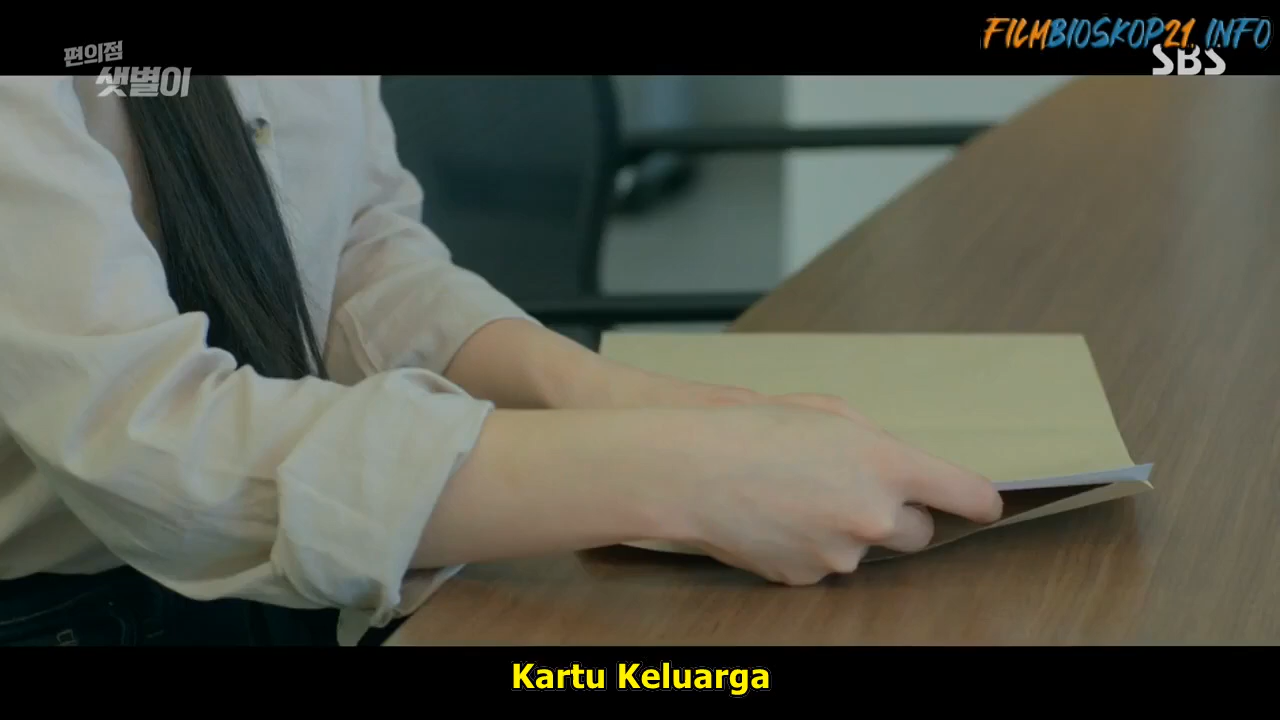 편의점
샛별이
FILMBIOSKOP21.INFO
SBS
Kartu Keluarga